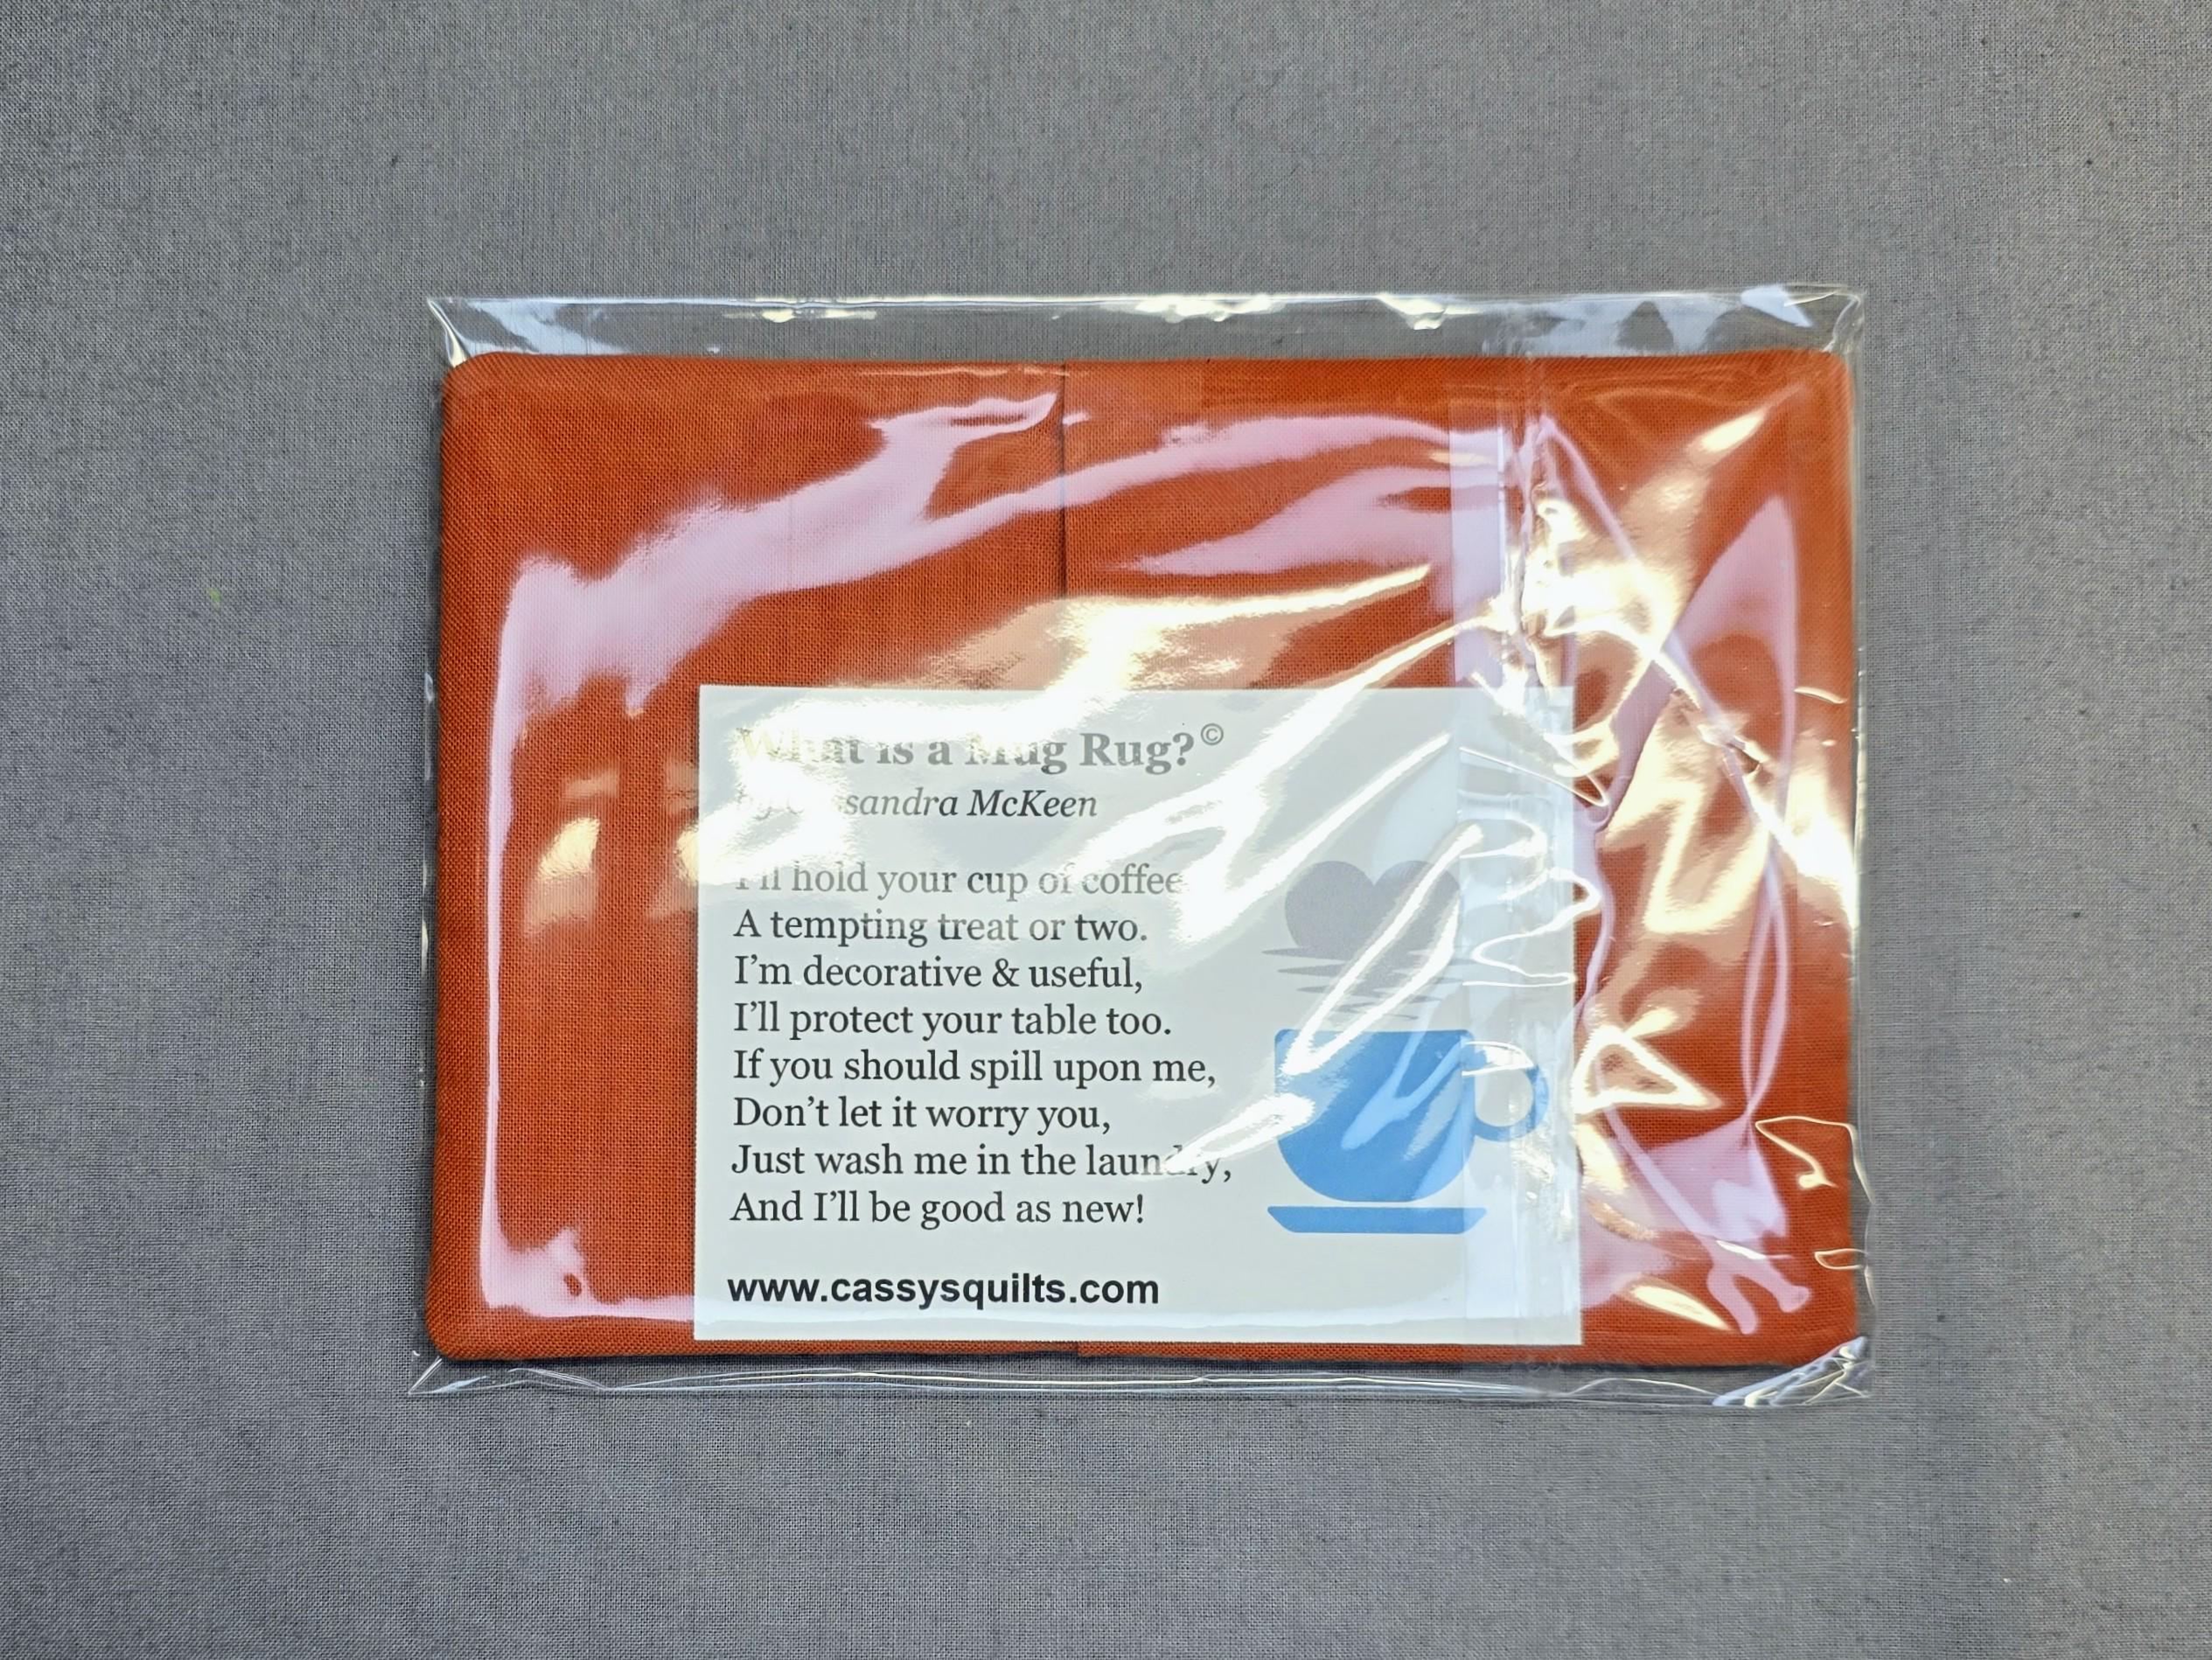 What is a Mug Rug?©
by Cassandra McKeen
I'll hold your cup of coffee
A tempting treat or two.
I'm decorative & useful,
I'll protect your table too.
If you should spill upon me,
Don't let it worry you,
Just wash me in the laundry,
And I'll be good as new!
www.cassysquilts.com